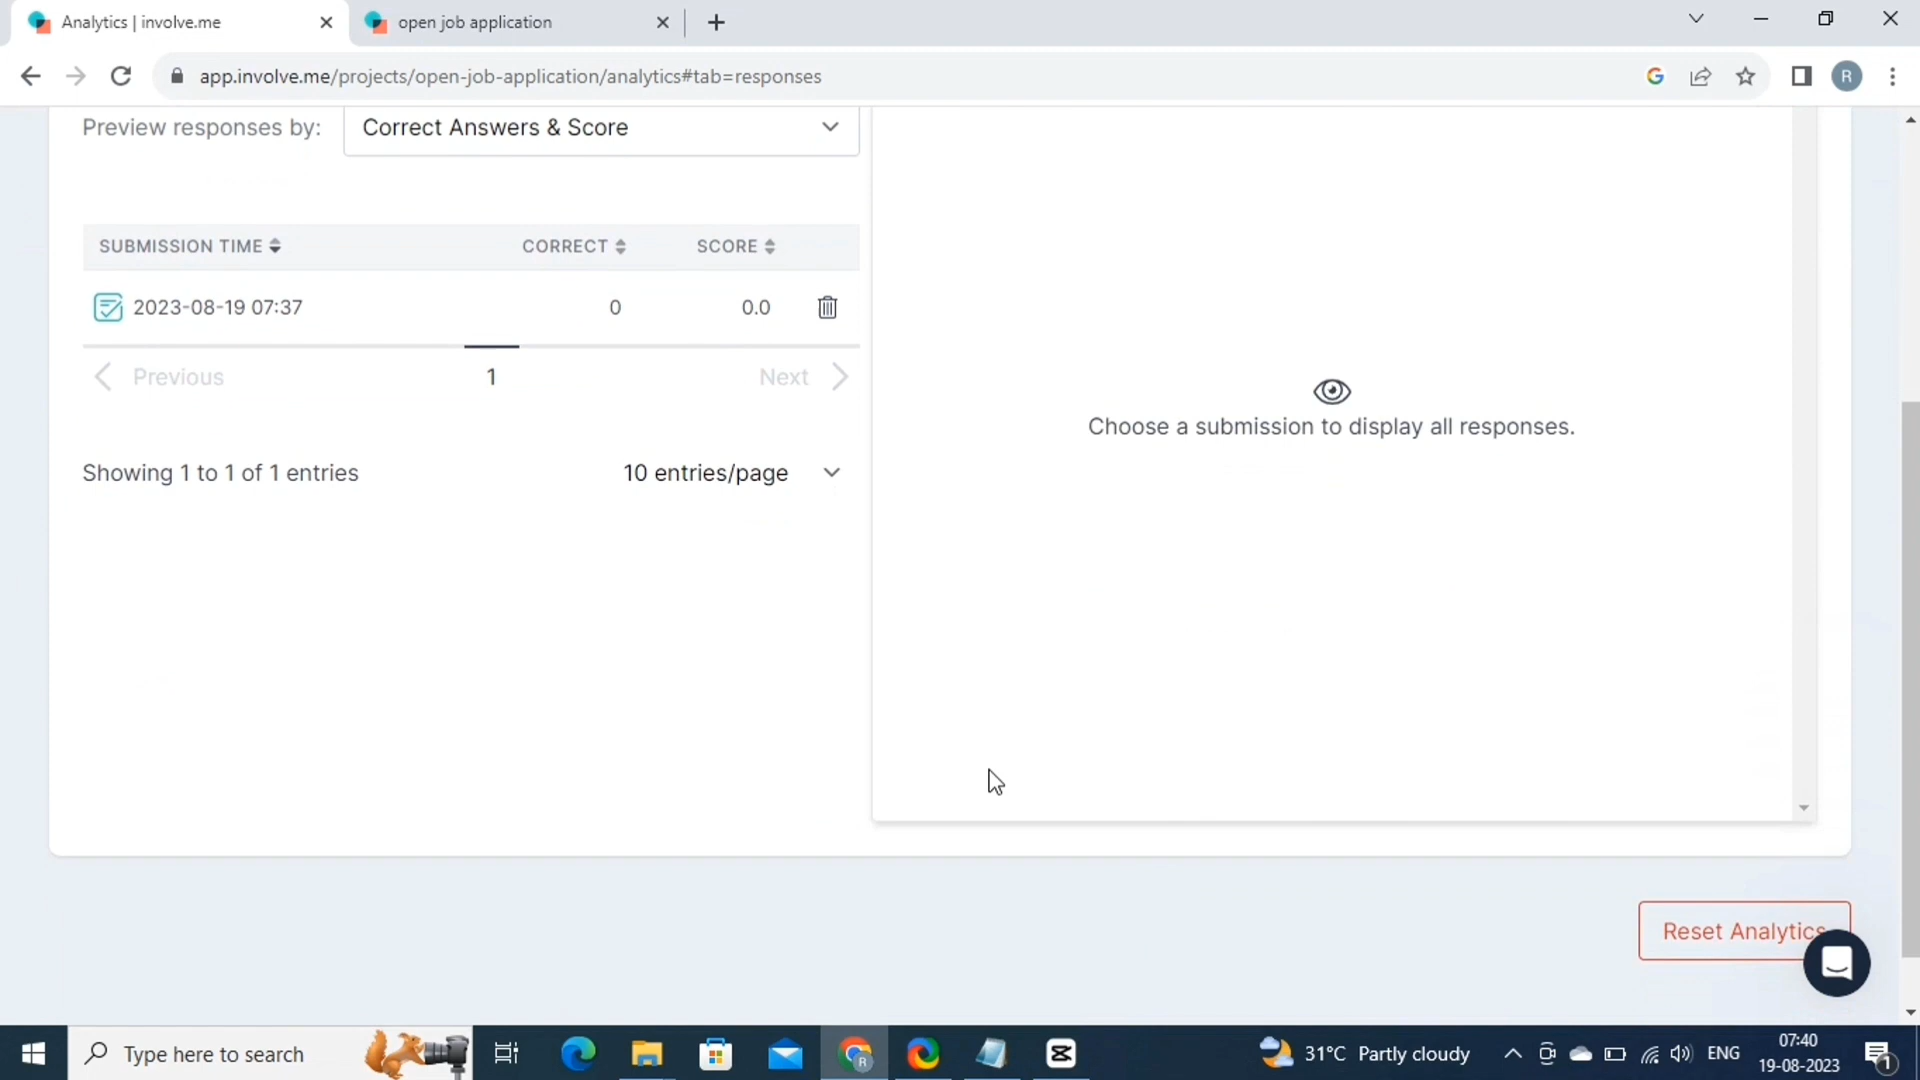 Analytics | involve.me
open job application
app.involve.me/projects/open-job-application/analytics#tab=responses
R
Preview responses by:
Correct Answers & Score
SUBMISSION TIME
CORRECT
SCORE
2023-08-19 07:37
0
0.0
Previous
1
Next
Showing 1 to 1 of 1 entries
10 entries/page
Choose a submission to display all responses.
Reset Analytics
Type here to search
31°C Partly cloudy
ENG
07:40
19-08-2023
1